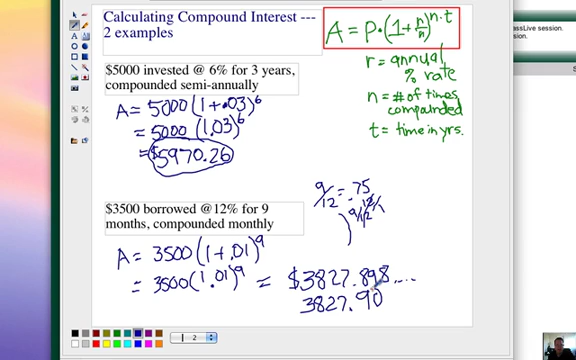 Calculating Compound Interest ---
2 examples
A = P·(1+n/n)^n·t
r = annual
% rate
n = # of times
compounded
t = time in yrs.
$5000 invested @ 6% for 3 years,
compounded semi-annually
A = 5000(1+.03)^6
= 5000(1.03)^6
= $5970.26
9/12 = .75
$3500 borrowed @12% for 9
months, compounded monthly
A = 3500(1+.01)^9
= 3500(1.01)^9 = $3827.898....
3827.90
2